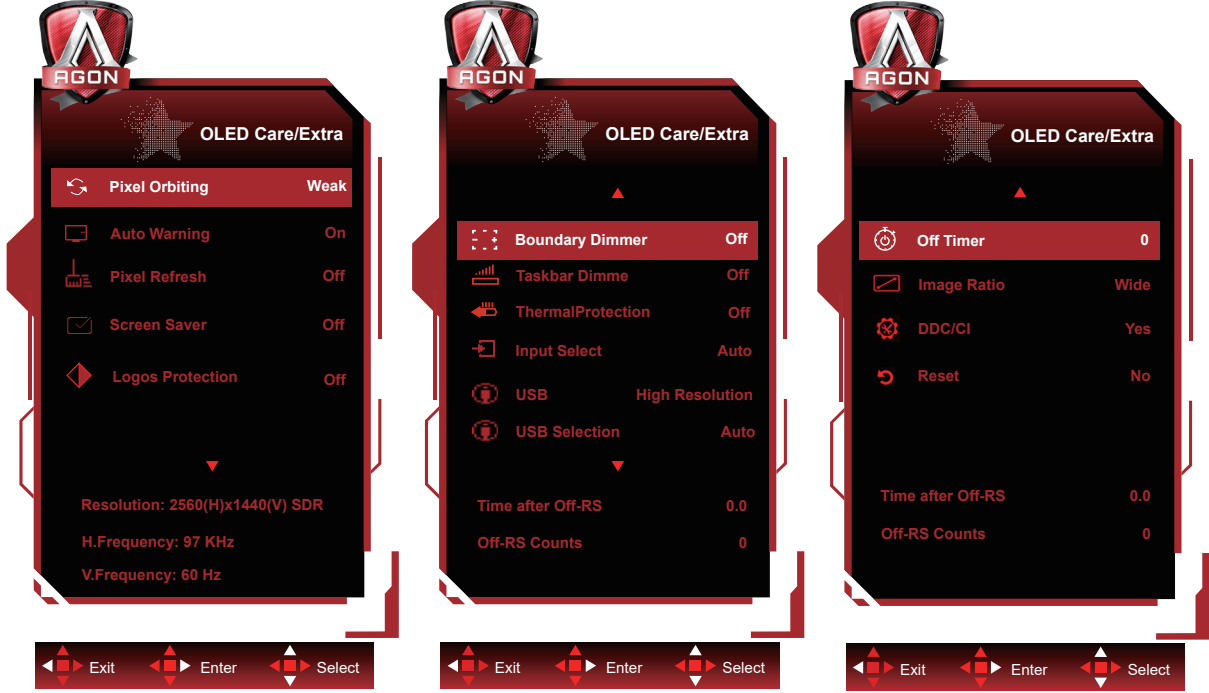 AGON
OLED Care/Extra
Pixel Orbiting Weak
Auto Warning On
Pixel Refresh Off
Screen Saver Off
Logos Protection Off
Resolution: 2560(H)x1440(V) SDR
H.Frequency: 97 KHz
V.Frequency: 60 Hz
Exit Enter Select
AGON
OLED Care/Extra
Boundary Dimmer Off
Taskbar Dimme Off
ThermalProtection Off
Input Select Auto
USB High Resolution
USB Selection Auto
Time after Off-RS 0.0
Off-RS Counts 0
Exit Enter Select
AGON
OLED Care/Extra
Off Timer 0
Image Ratio Wide
DDC/CI Yes
Reset No
Time after Off-RS 0.0
Off-RS Counts 0
Exit Enter Select